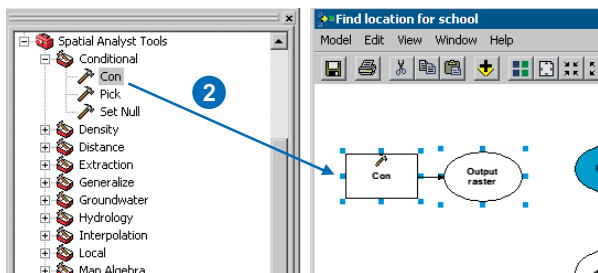 Spatial Analyst Tools
Conditional
Con
Pick
Set Null
Density
Distance
Extraction
Generalize
Groundwater
Hydrology
Interpolation
Local
Map Algebra
2
Find location for school
Model Edit View Window Help
Con
Output
raster